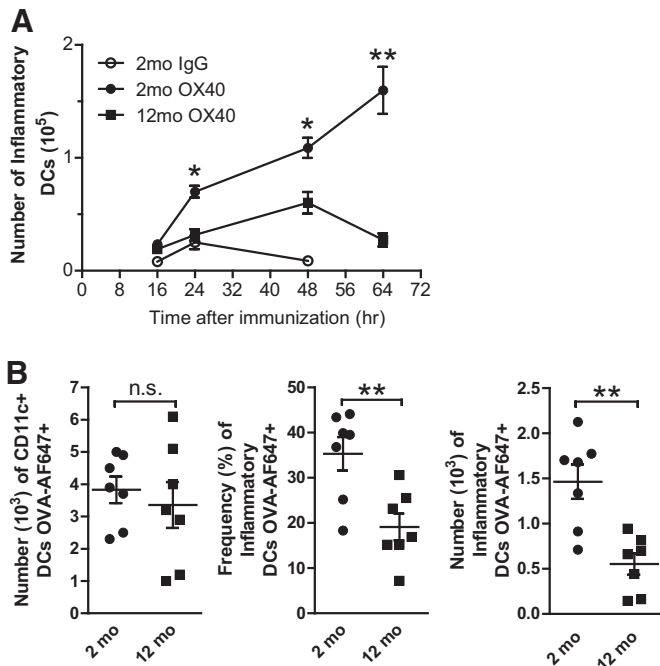 A
Number of Inflammatory
DCs (10⁵)
2
1
0
2mo IgG
2mo OX40
12mo OX40
*
*
**
0 8 16 24 32 40 48 56 64 72
Time after immunization (hr)
B
Number (10³) of CD11c+
DCs OVA-AF647+
7
6
5
4
3
2
1
0
n.s.
2 mo
12 mo
Frequency (%) of
Inflammatory
DCs OVA-AF647+
50
40
30
20
10
0
**
2 mo
12 mo
Number (10³) of
Inflammatory
DCs OVA-AF647+
2.5
2.0
1.5
1.0
0.5
0.0
**
2 mo
12 mo